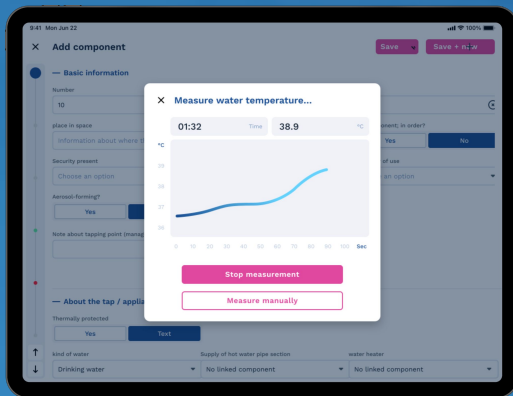 9:41 Mon Jun 22
100%
Add component
Save
Save + new
— Basic information
Number
10
place in space
Information about where th
onent, in order?
Yes
No
Security present
Choose an option
of use
an option
Aerosol-forming?
Yes
Note about tapping point (manag
Measure water temperature...
01:32 Time
38.9 °C
°C
39
38
37
36
0 10 20 30 40 50 60 70 80 90 100 Sec
Stop measurement
Measure manually
— About the tap / applia
Thermally protected
Yes
Text
kind of water
Supply of hot water pipe section
water heater
Drinking water
No linked component
No linked component